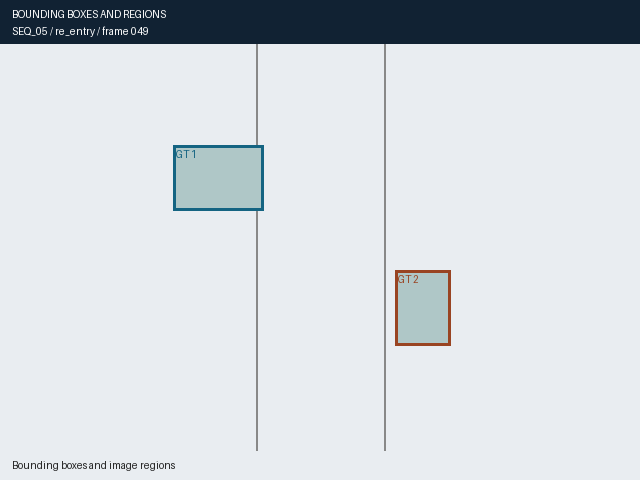 BOUNDING BOXES AND REGIONS
SEQ_05 / re_entry / frame 049
GT1
GT2
Bounding boxes and image regions